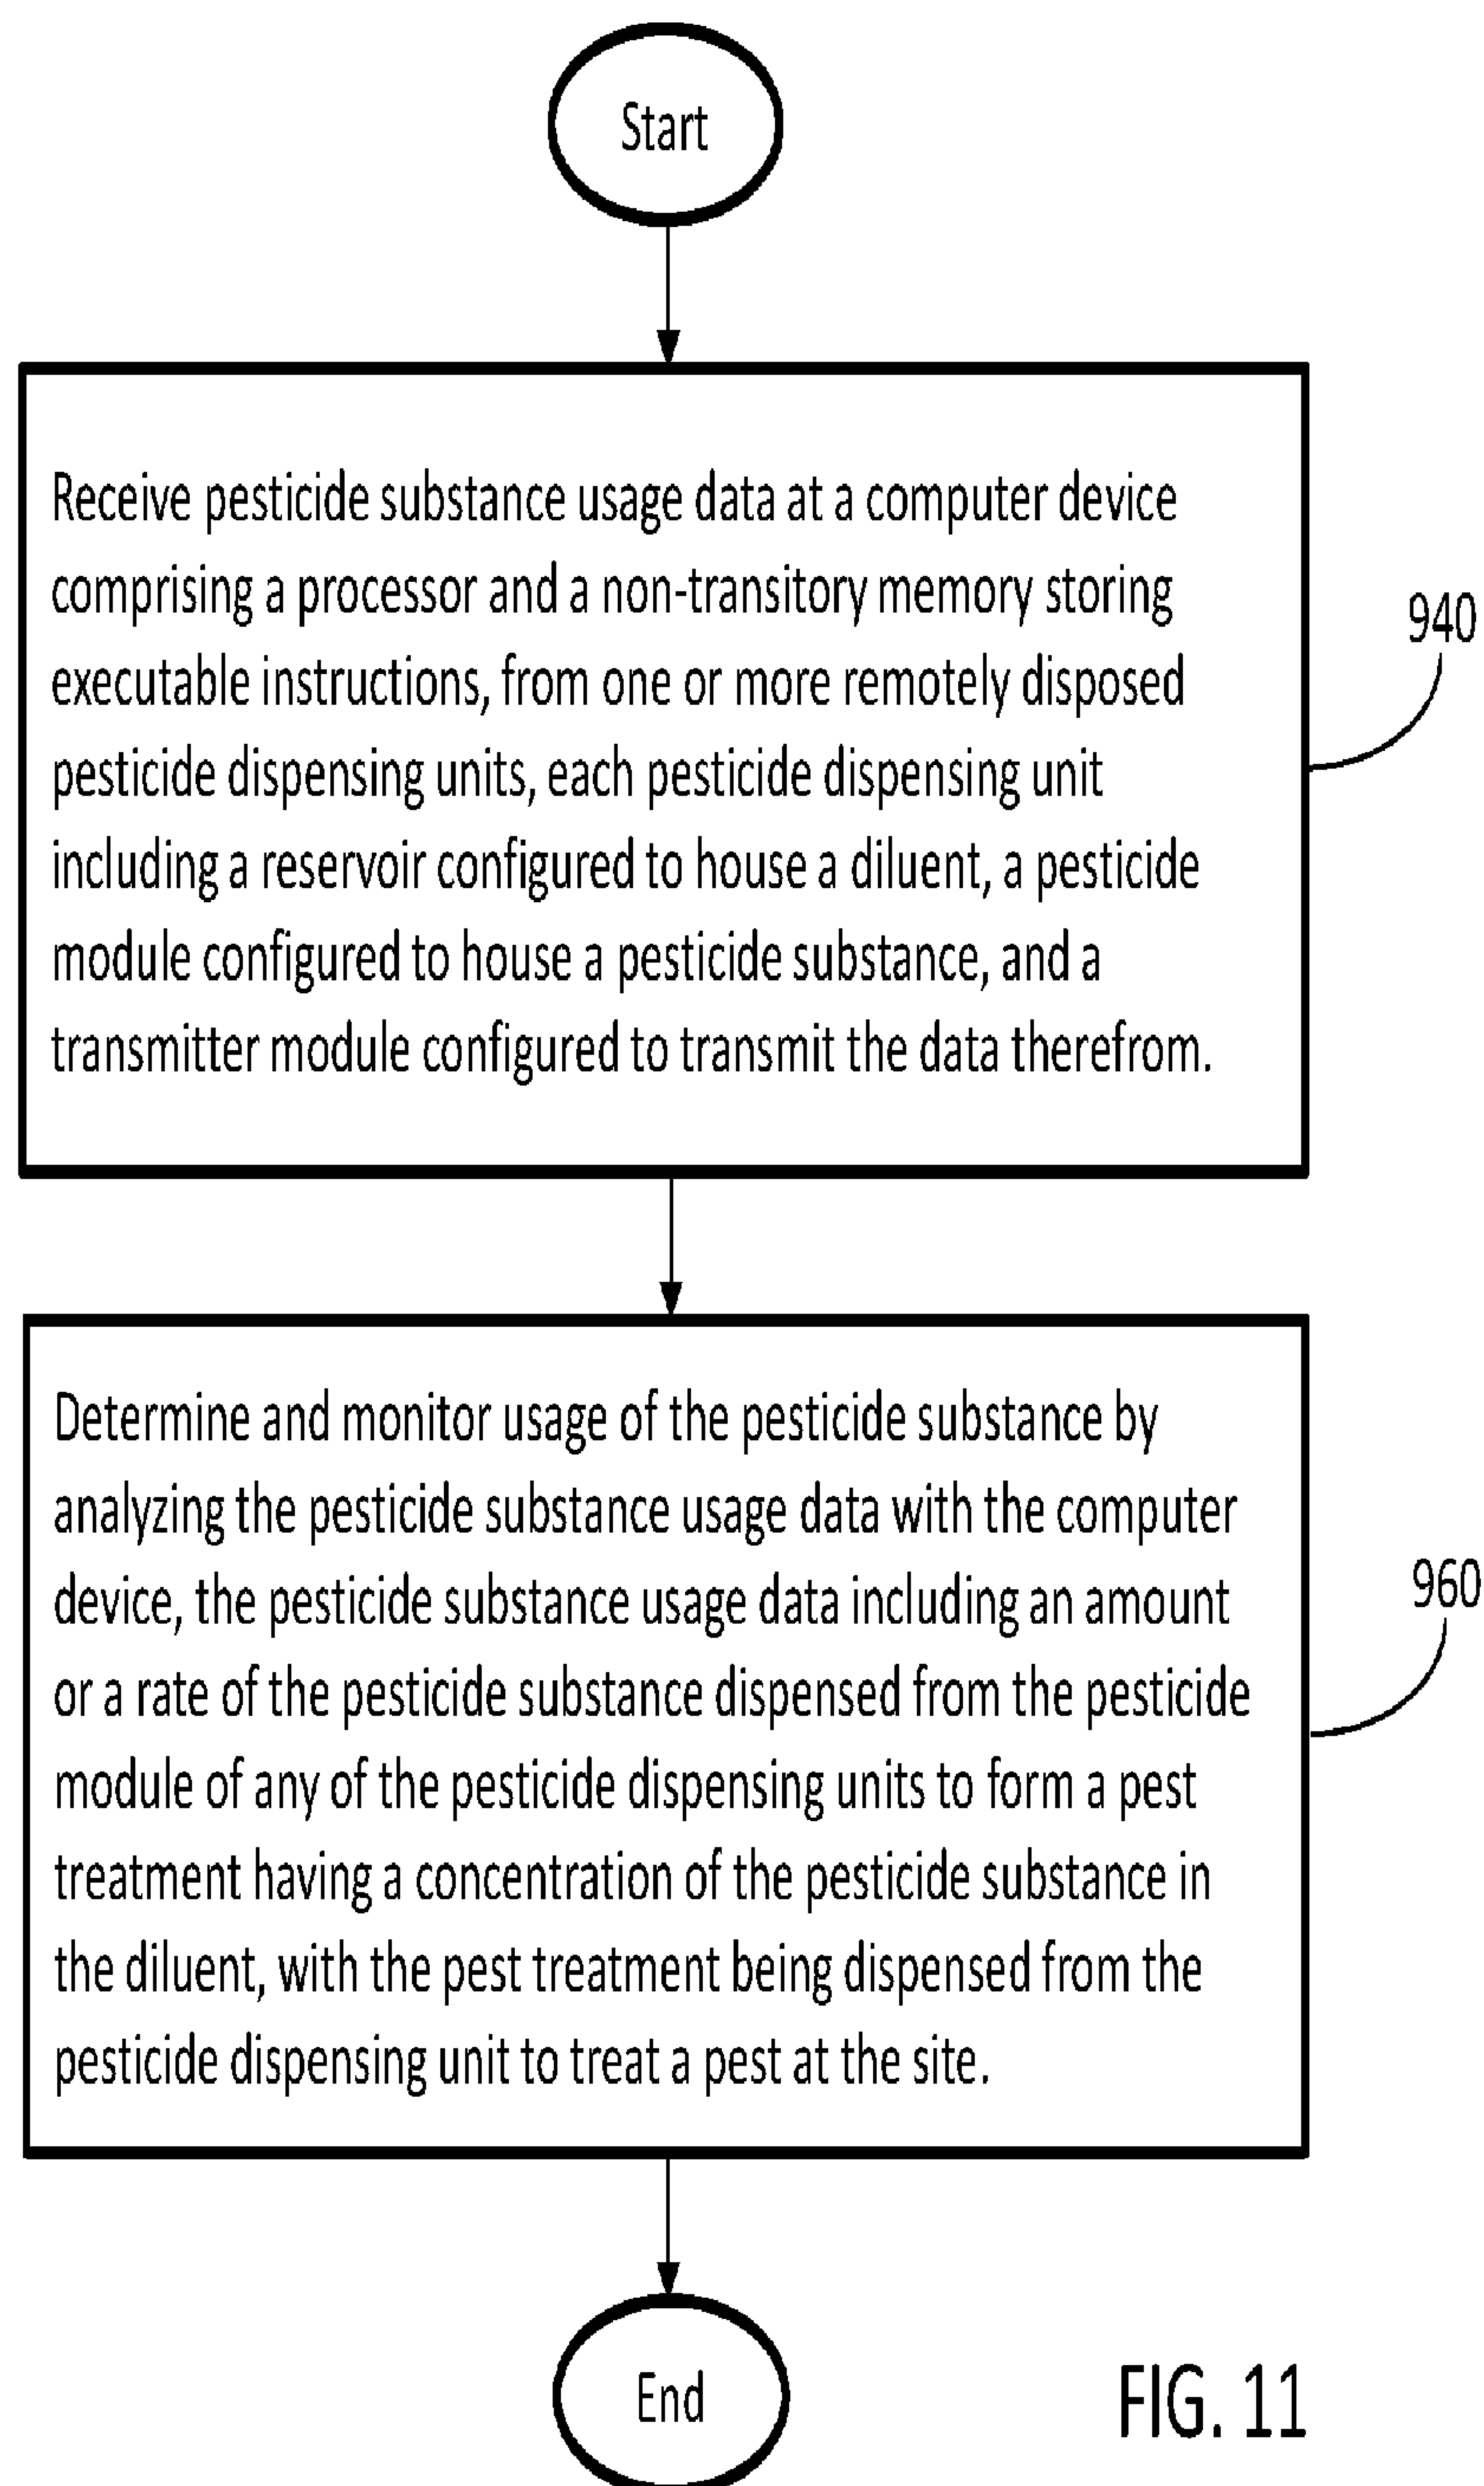 Start
Receive pesticide substance usage data at a computer device
comprising a processor and a non-transitory memory storing
executable instructions, from one or more remotely disposed
pesticide dispensing units, each pesticide dispensing unit
including a reservoir configured to house a diluent, a pesticide
module configured to house a pesticide substance, and a
transmitter module configured to transmit the data therefrom.
940
Determine and monitor usage of the pesticide substance by
analyzing the pesticide substance usage data with the computer
device, the pesticide substance usage data including an amount
or a rate of the pesticide substance dispensed from the pesticide
module of any of the pesticide dispensing units to form a pest
treatment having a concentration of the pesticide substance in
the diluent, with the pest treatment being dispensed from the
pesticide dispensing unit to treat a pest at the site.
960
End
FIG. 11